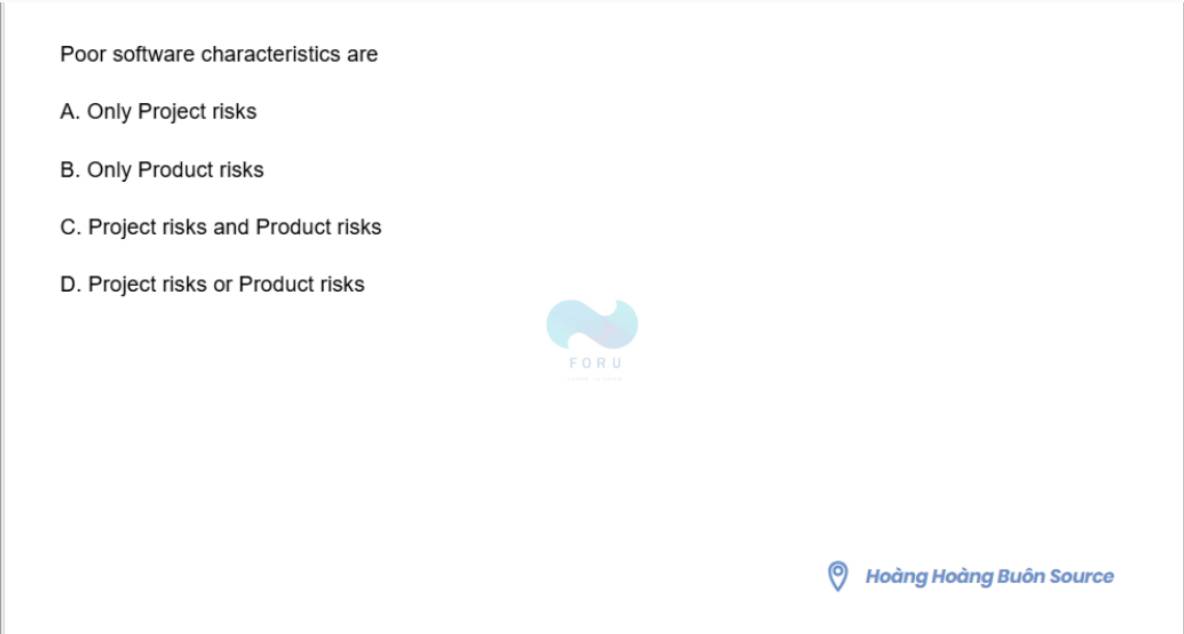 Poor software characteristics are
A. Only Project risks
B. Only Product risks
C. Project risks and Product risks
D. Project risks or Product risks
FORU
Hoàng Hoàng Buôn Source